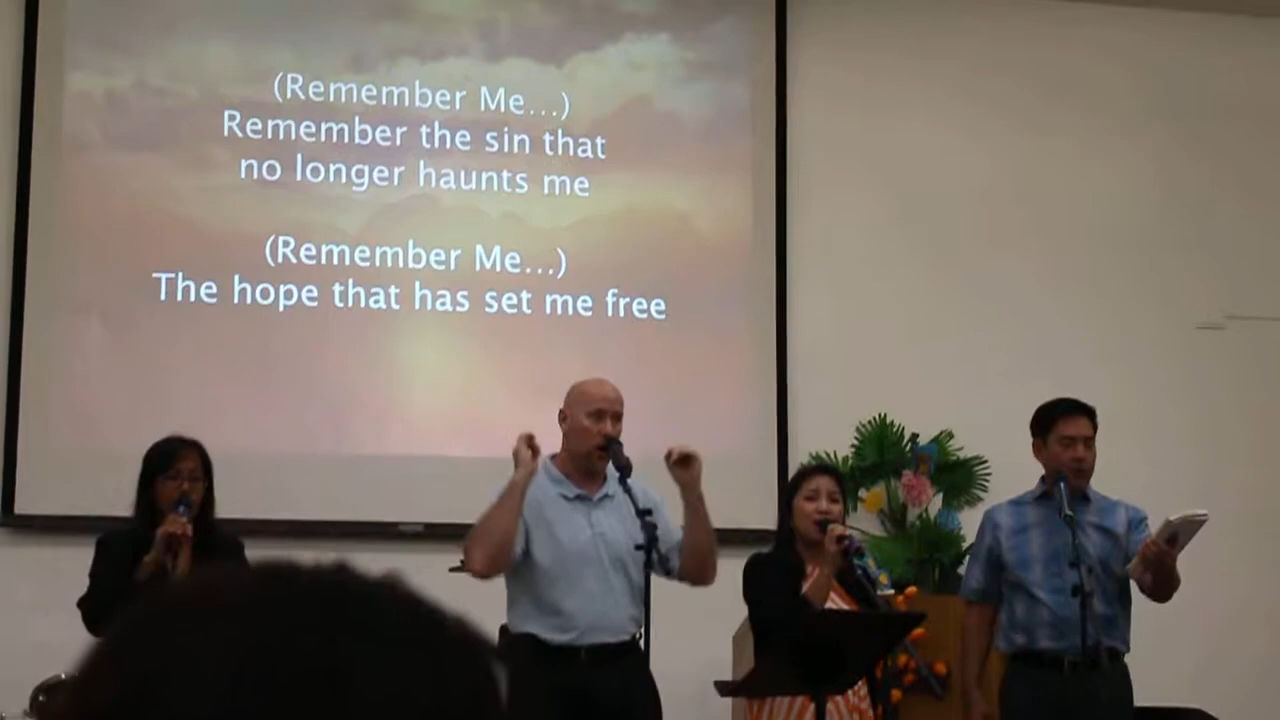 (Remember Me...)
Remember the sin that
no longer haunts me
(Remember Me...)
The hope that has set me free